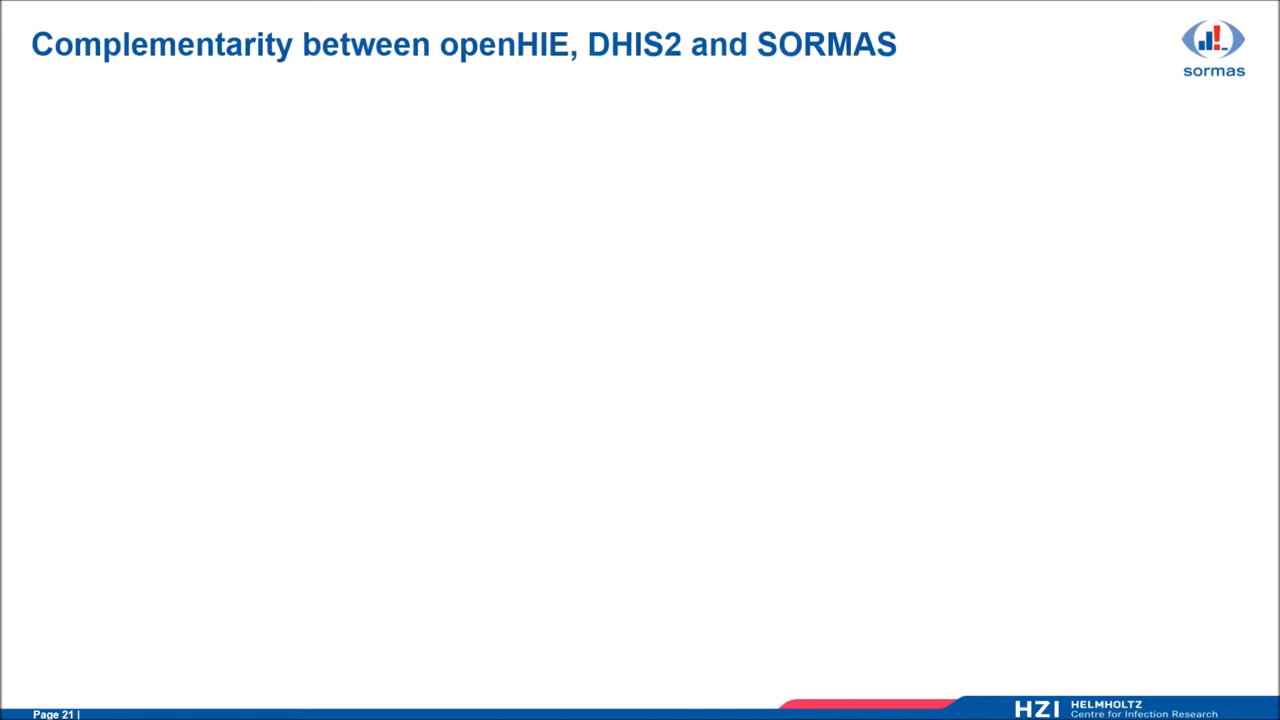 Complementarity between openHIE, DHIS2 and SORMAS
sormas
Page 21 |
HZI
HELMHOLTZ
Centre for Infection Research